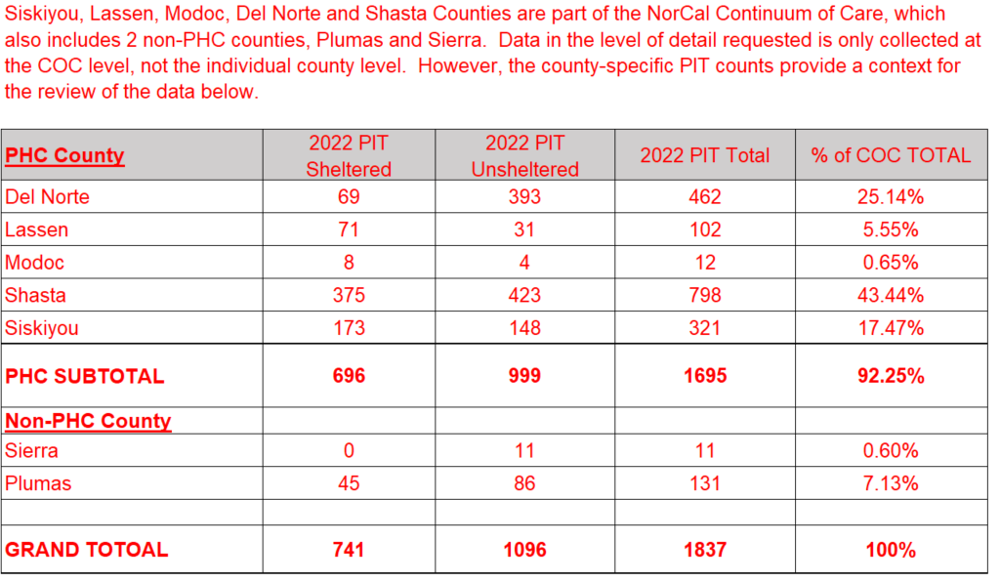 Siskiyou, Lassen, Modoc, Del Norte and Shasta Counties are part of the NorCal Continuum of Care, which
also includes 2 non-PHC counties, Plumas and Sierra. Data in the level of detail requested is only collected at
the COC level, not the individual county level. However, the county-specific PIT counts provide a context for
the review of the data below.
PHC County 2022 PIT Sheltered 2022 PIT Unsheltered 2022 PIT Total % of COC TOTAL
Del Norte 69 393 462 25.14%
Lassen 71 31 102 5.55%
Modoc 8 4 12 0.65%
Shasta 375 423 798 43.44%
Siskiyou 173 148 321 17.47%
PHC SUBTOTAL 696 999 1695 92.25%
Non-PHC County
Sierra 0 11 11 0.60%
Plumas 45 86 131 7.13%
GRAND TOTOAL 741 1096 1837 100%